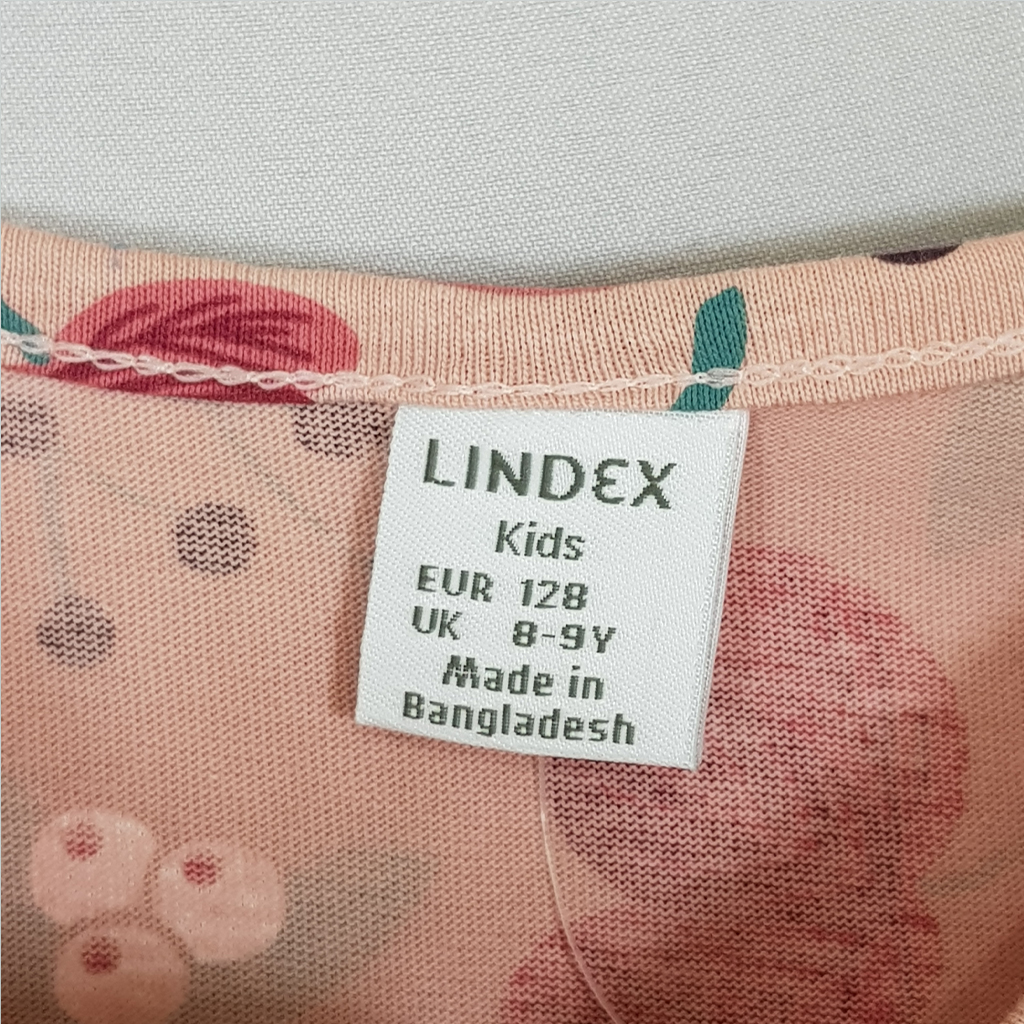 LINDEX
Kids
EUR 128
UK 8-9Y
Made in
Bangladesh